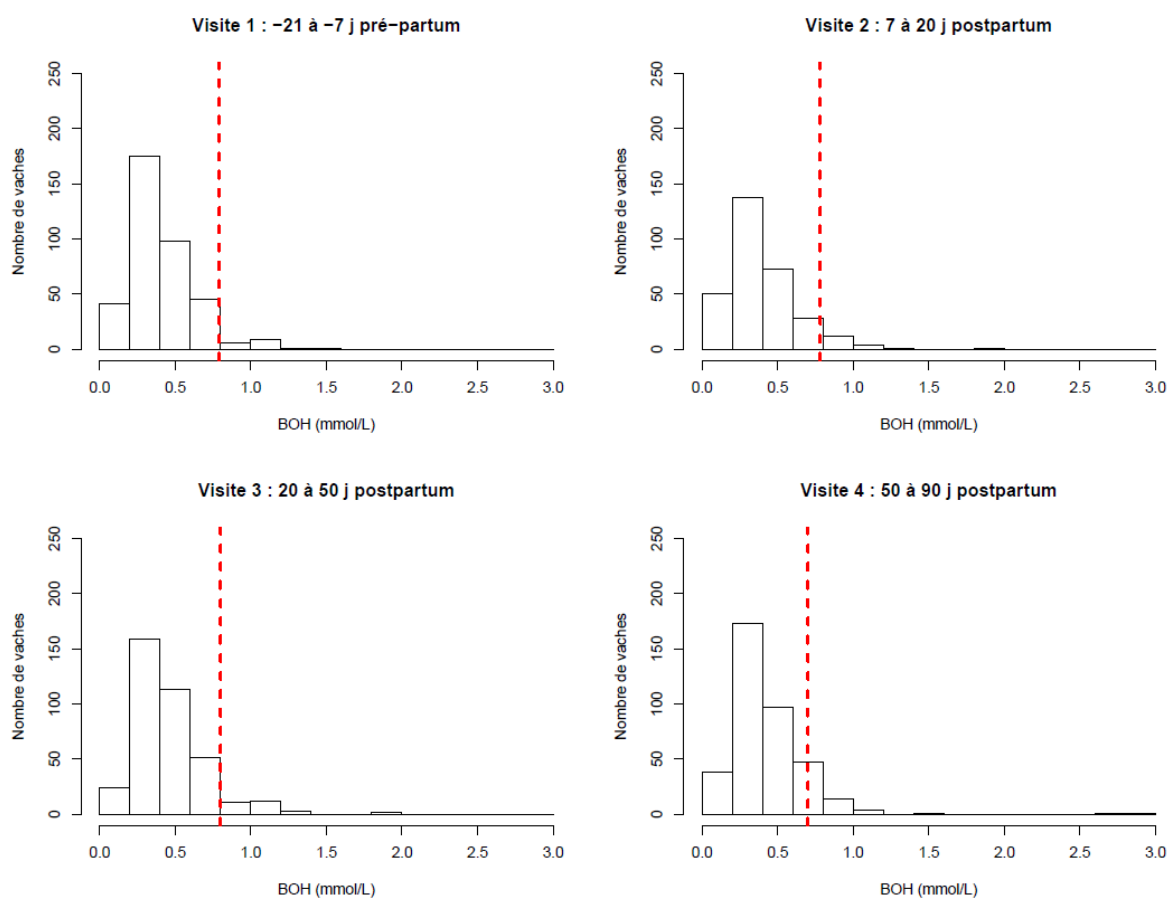 Visite 1 : −21 à −7 j pré−partum
250
200
150
100
50
0
Nombre de vaches
0.0 0.5 1.0 1.5 2.0 2.5 3.0
BOH (mmol/L)
Visite 2 : 7 à 20 j postpartum
250
200
150
100
50
0
Nombre de vaches
0.0 0.5 1.0 1.5 2.0 2.5 3.0
BOH (mmol/L)
Visite 3 : 20 à 50 j postpartum
250
200
150
100
50
0
Nombre de vaches
0.0 0.5 1.0 1.5 2.0 2.5 3.0
BOH (mmol/L)
Visite 4 : 50 à 90 j postpartum
250
200
150
100
50
0
Nombre de vaches
0.0 0.5 1.0 1.5 2.0 2.5 3.0
BOH (mmol/L)